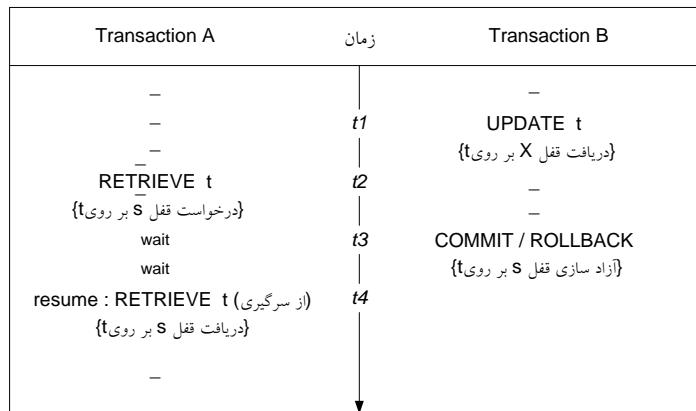 Transaction A زمان Transaction B
–
–
–
t1 UPDATE t
–
{دریافت قفل X بر روی t}
–
RETRIEVE t t2
–
–
{درخواست قفل s بر روی t}
–
wait t3 COMMIT / ROLLBACK
wait
{آزاد سازی قفل s بر روی t}
resume : RETRIEVE t (از سرگیری) t4
{دریافت قفل s بر روی t}
–